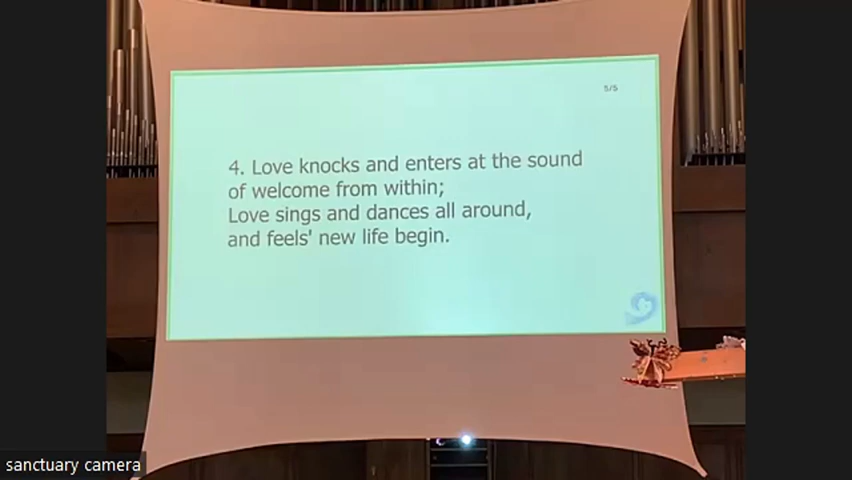 5/5
4. Love knocks and enters at the sound
of welcome from within;
Love sings and dances all around,
and feels' new life begin.
sanctuary camera